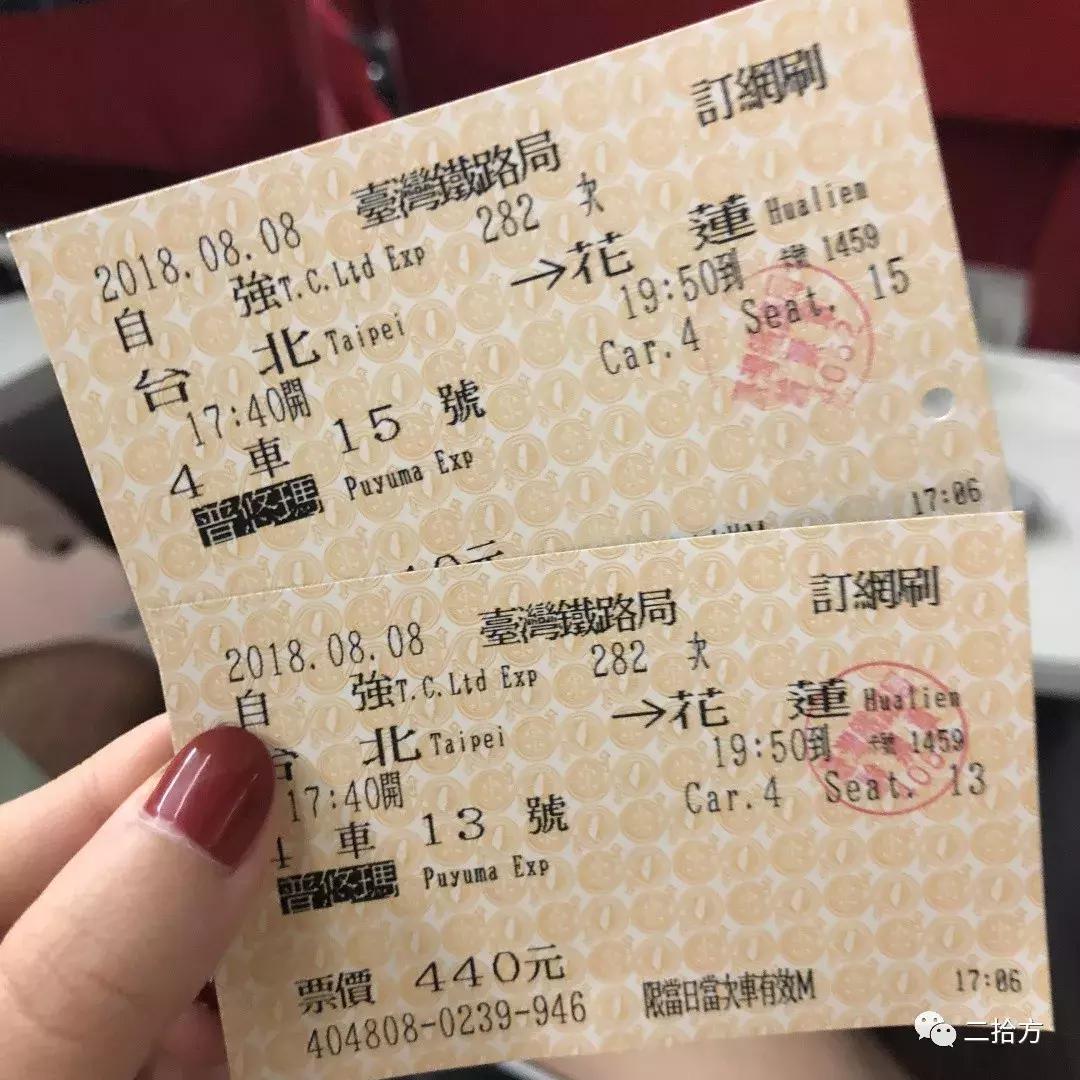 訂網刷
臺灣鐵路局
2018.08.08 282 次
自強 T.C.Ltd Exp →花蓮 Hualien
台北 Taipei 19:50到 1459
17:40開 Car.4 Seat. 15
4 車 15 號
普悠瑪 Puyuma Exp
17:06
訂網刷
臺灣鐵路局
2018.08.08 282 次
自強 T.C.Ltd Exp →花蓮 Hualien
台北 Taipei 19:50到 1459
17:40開 Car.4 Seat. 13
4 車 13 號
普悠瑪 Puyuma Exp
票價 440元 限當日當次車有效M 17:06
404808-0239-946
二拾方